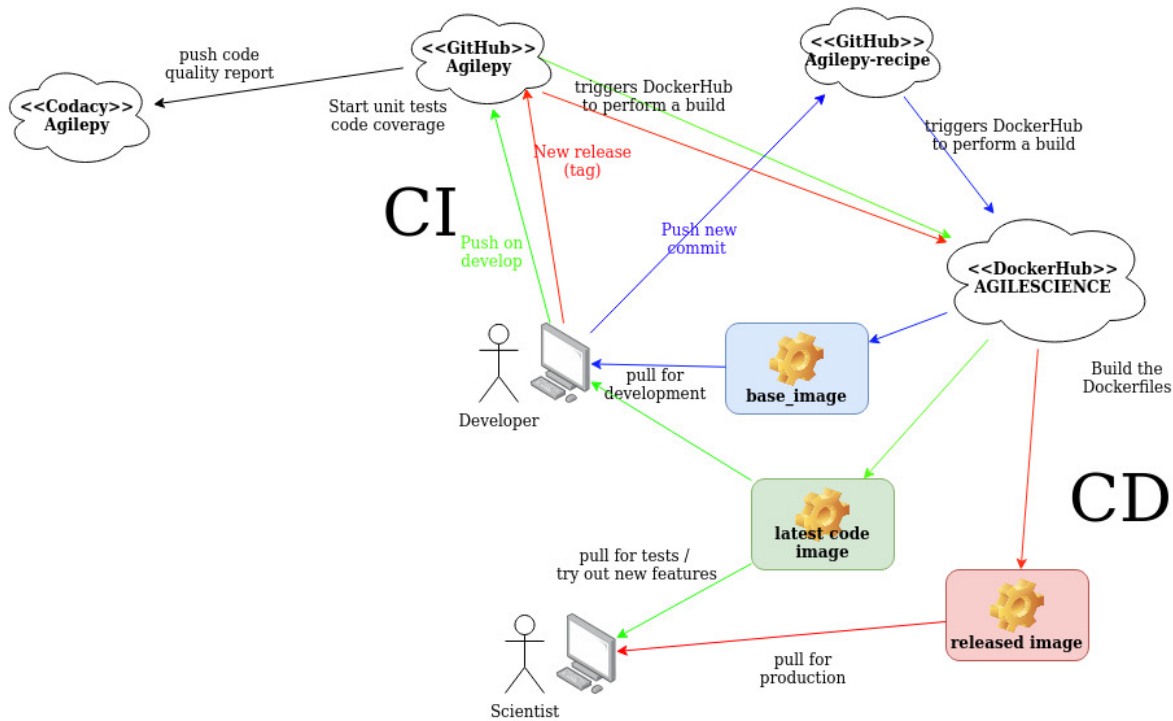 <<GitHub>>
Agilepy
<<GitHub>>
Agilepy-recipe
push code
quality report
<<Codacy>>
Agilepy
Start unit tests
code coverage
triggers DockerHub
to perform a build
triggers DockerHub
to perform a build
New release
(tag)
CI
Push on
develop
Push new
commit
<<DockerHub>>
AGILESCIENCE
Developer
pull for
development
base_image
Build the
Dockerfiles
CD
latest code
image
pull for tests /
try out new features
released image
pull for
production
Scientist